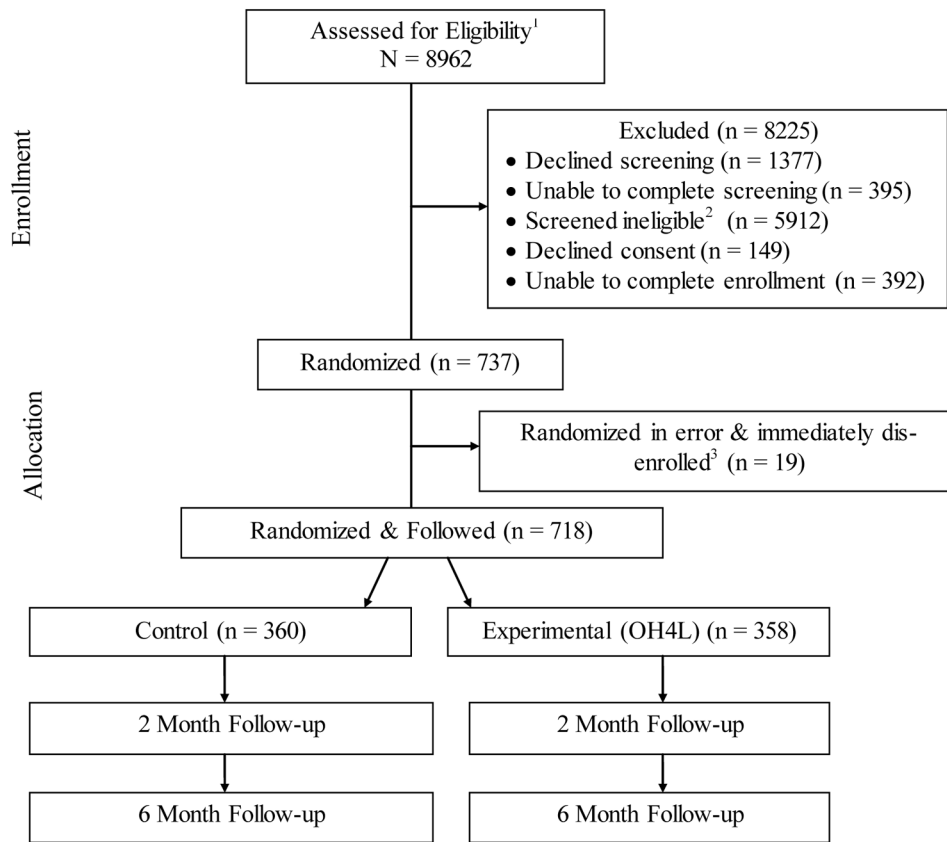 Assessed for Eligibility¹
N = 8962
Enrollment
Excluded (n = 8225)
• Declined screening (n = 1377)
• Unable to complete screening (n = 395)
• Screened ineligible² (n = 5912)
• Declined consent (n = 149)
• Unable to complete enrollment (n = 392)
Randomized (n = 737)
Allocation
Randomized in error & immediately dis-
enrolled³ (n = 19)
Randomized & Followed (n = 718)
Control (n = 360)
Experimental (OH4L) (n = 358)
2 Month Follow-up
2 Month Follow-up
6 Month Follow-up
6 Month Follow-up